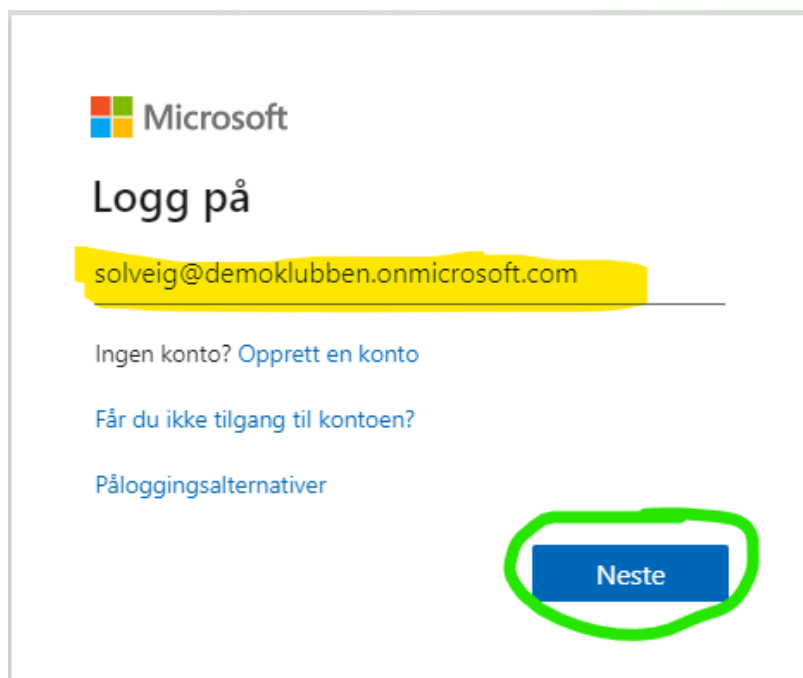 Microsoft
Logg på
solveig@demoklubben.onmicrosoft.com
Ingen konto? Opprett en konto
Får du ikke tilgang til kontoen?
Påloggingsalternativer
Neste